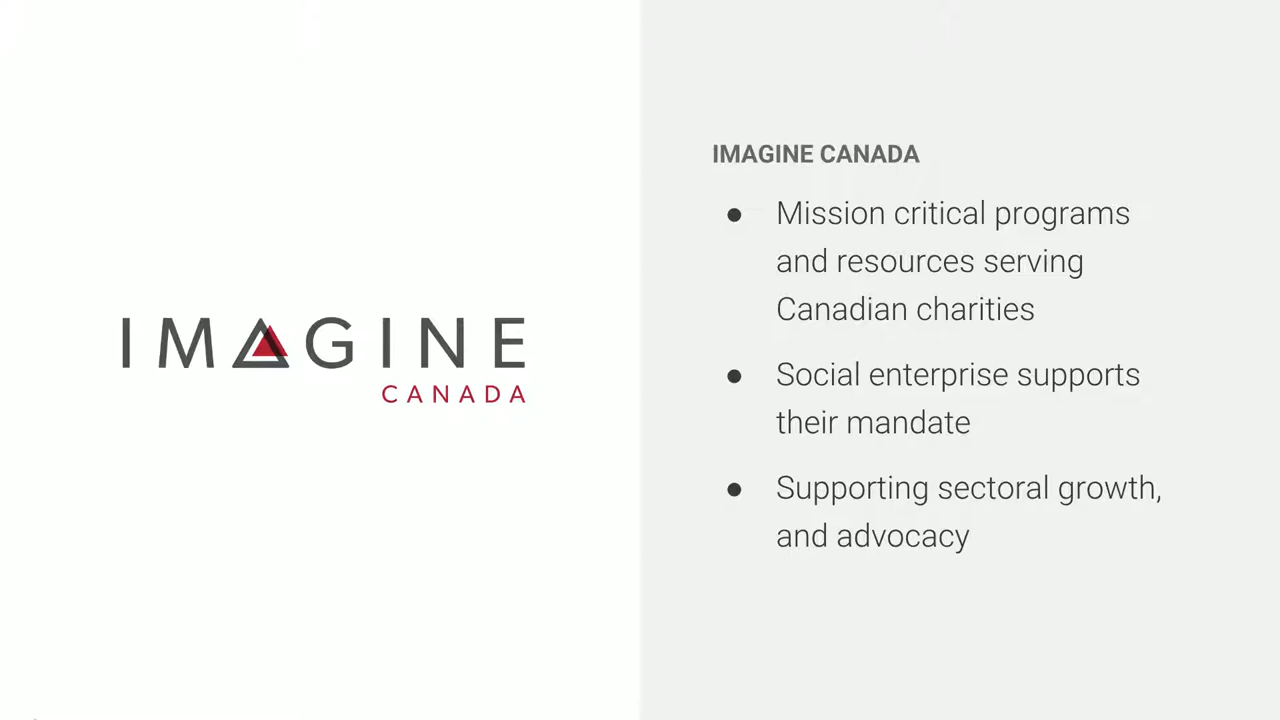 IMAGINE
CANADA
IMAGINE CANADA
● Mission critical programs
and resources serving
Canadian charities
● Social enterprise supports
their mandate
● Supporting sectoral growth,
and advocacy